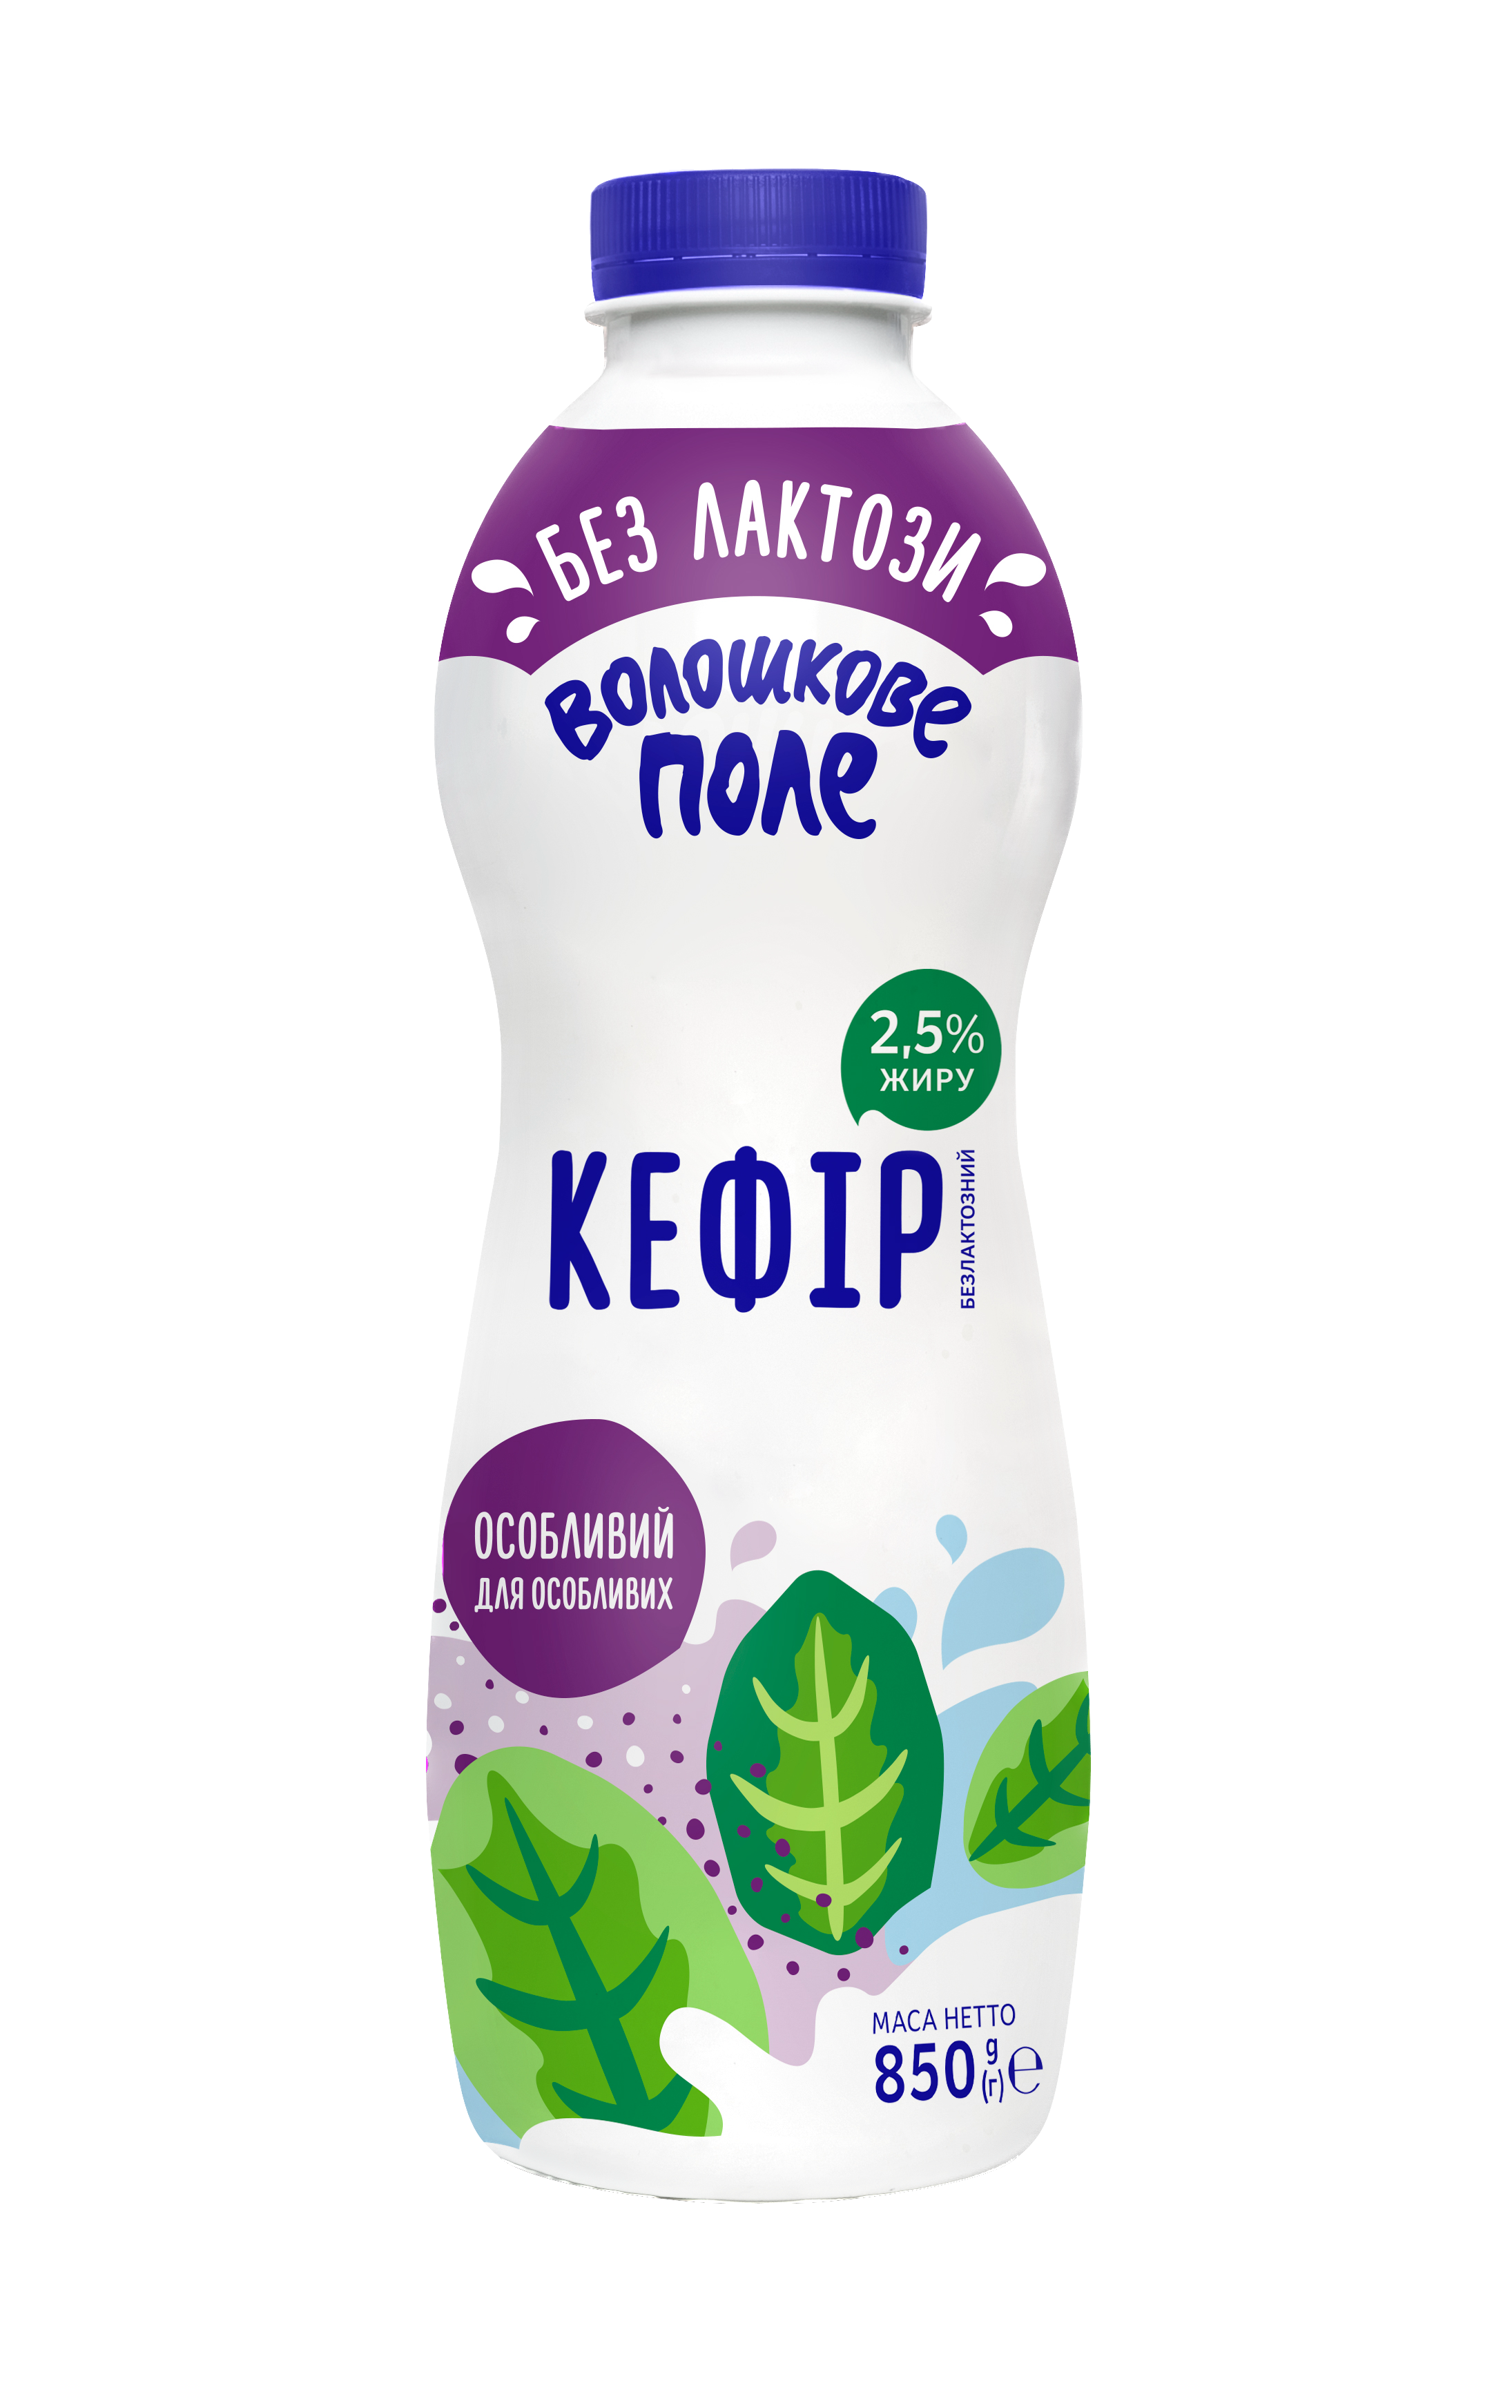 БЕЗ ЛАКТОЗИ
ВОЛОШКОВЕ
ПОЛЕ
2,5%
ЖИРУ
КЕФІР
БЕЗЛАКТОЗНИЙ
ОСОБЛИВИЙ
ДЛЯ ОСОБЛИВИХ
МАСА НЕТТО
850 g (г) ℮